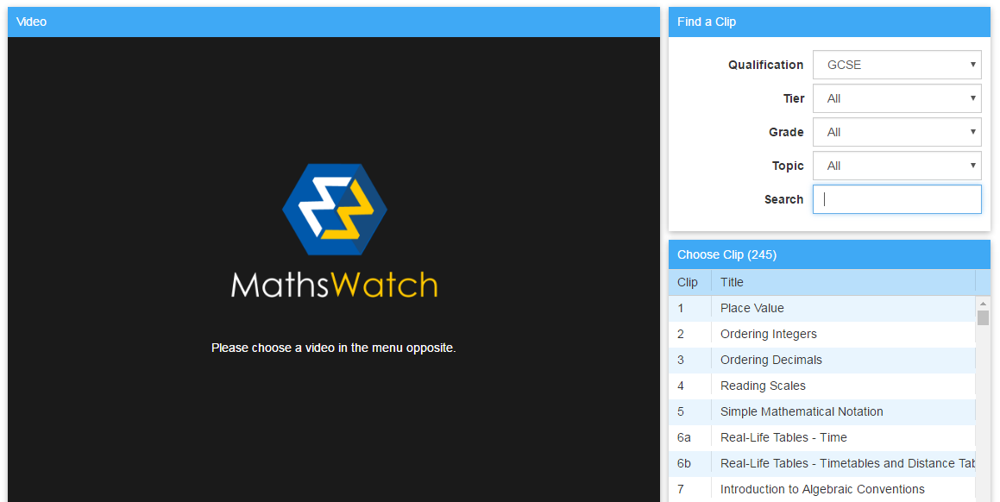 Video
MathsWatch
Please choose a video in the menu opposite.
Find a Clip
Qualification GCSE
Tier All
Grade All
Topic All
Search
Choose Clip (245)
Clip Title
1 Place Value
2 Ordering Integers
3 Ordering Decimals
4 Reading Scales
5 Simple Mathematical Notation
6a Real-Life Tables - Time
6b Real-Life Tables - Timetables and Distance Tab
7 Introduction to Algebraic Conventions